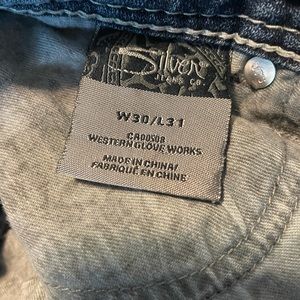 Silver
JEANS CO.
W30/L31
CA00508
WESTERN GLOVE WORKS
MADE IN CHINA/
FABRIQUÉ EN CHINE